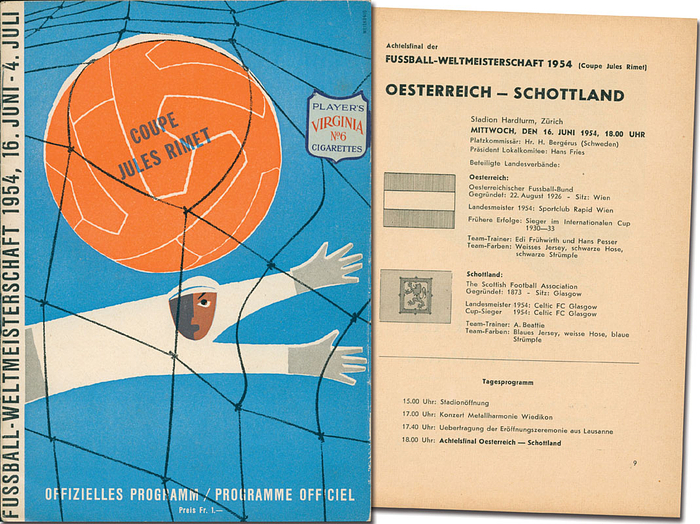 FUSSBALL-WELTMEISTERSCHAFT 1954, 16. JUNI - 4. JULI
COUPE
JULES RIMET
PLAYER'S
VIRGINIA
Nº6
CIGARETTES
OFFIZIELLES PROGRAMM / PROGRAMME OFFICIEL
Preis Fr. 1.—
Achtelsfinal der
FUSSBALL-WELTMEISTERSCHAFT 1954 (Coupe Jules Rimet)
OESTERREICH — SCHOTTLAND
Stadion Hardturm, Zürich
MITTWOCH, DEN 16. JUNI 1954, 18.00 UHR
Platzkommissär: Hr. H. Bergérus (Schweden)
Präsident Lokalkomitee: Hans Fries
Beteiligte Landesverbände:
Oesterreich:
Oesterreichischer Fussball-Bund
Gegründet: 22. August 1926 - Sitz: Wien
Landesmeister 1954: Sportclub Rapid Wien
Frühere Erfolge: Sieger im Internationalen Cup
1930—33
Team-Trainer: Edi Frühwirth und Hans Pesser
Team-Farben: Weisses Jersey, schwarze Hose,
schwarze Strümpfe
Schottland:
The Scottish Football Association
Gegründet: 1873 - Sitz: Glasgow
Landesmeister 1954: Celtic FC Glasgow
Cup-Sieger 1954: Celtic FC Glasgow
Team-Trainer: A. Beattie
Team-Farben: Blaues Jersey, weisse Hose, blaue
Strümpfe
Tagesprogramm
15.00 Uhr: Stadionöffnung
17.00 Uhr: Konzert Metallharmonie Wiedikon
17.40 Uhr: Uebertragung der Eröffnungszeremonie aus Lausanne
18.00 Uhr: Achtelsfinal Oesterreich — Schottland
9